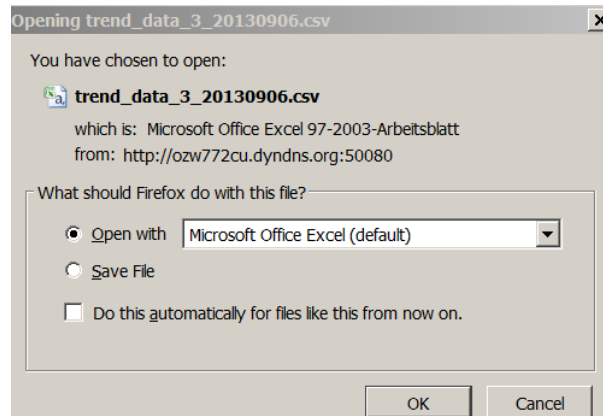 Opening trend_data_3_20130906.csv
You have chosen to open:
trend_data_3_20130906.csv
which is: Microsoft Office Excel 97-2003-Arbeitsblatt
from: http://ozw772cu.dyndns.org:50080
What should Firefox do with this file?
Open with Microsoft Office Excel (default)
Save File
Do this automatically for files like this from now on.
OK Cancel